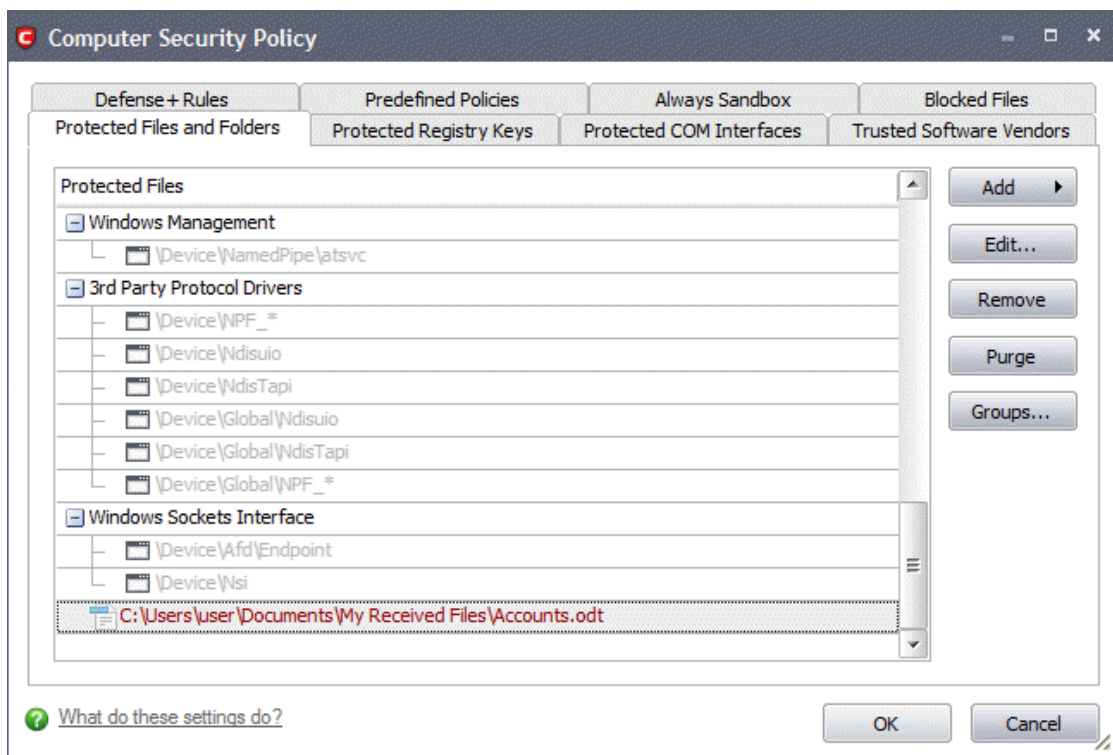 Computer Security Policy
Defense+ Rules
Predefined Policies
Always Sandbox
Blocked Files
Protected Files and Folders
Protected Registry Keys
Protected COM Interfaces
Trusted Software Vendors
Protected Files
Windows Management
\Device\NamedPipe\atsvc
3rd Party Protocol Drivers
\Device\NPF_*
\Device\Ndisuio
\Device\NdisTapi
\Device\Global\Ndisuio
\Device\Global\NdisTapi
\Device\Global\NPF_*
Windows Sockets Interface
\Device\Afd\Endpoint
\Device\Nsi
C:\Users\user\Documents\My Received Files\Accounts.odt
Add
Edit...
Remove
Purge
Groups...
What do these settings do?
OK
Cancel